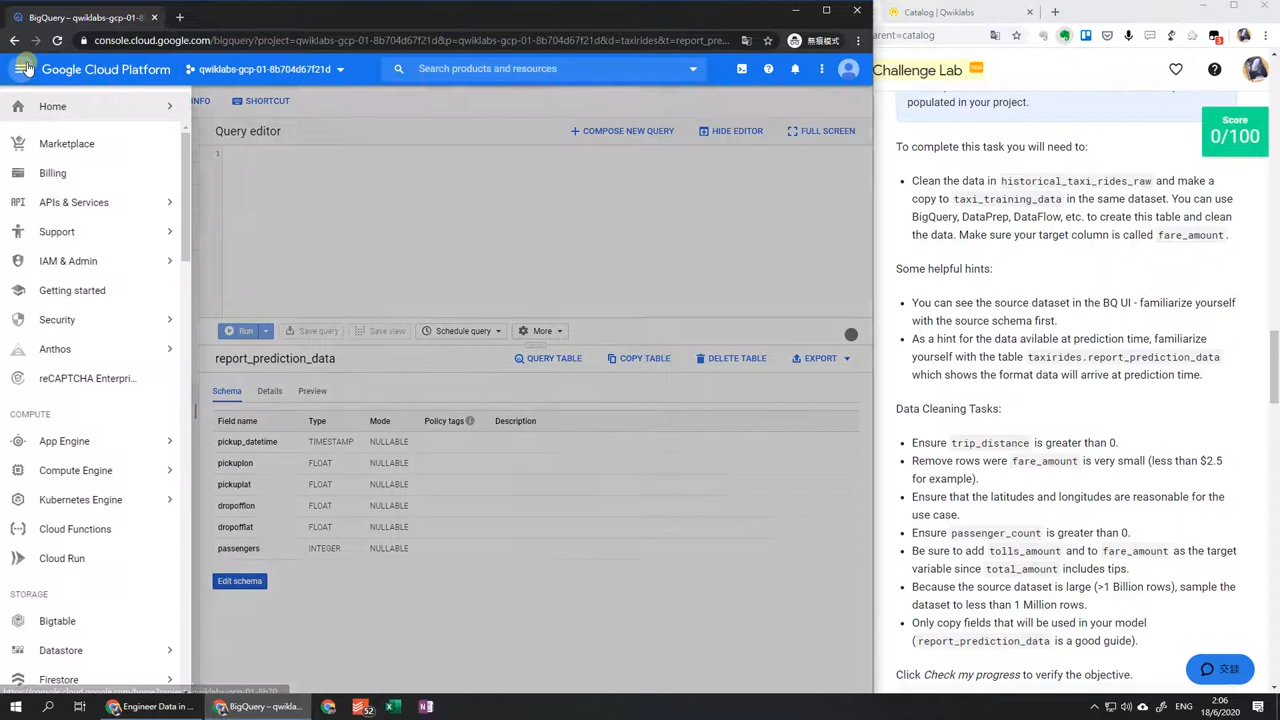 BigQuery – qwikla
Catalog | Qwiklabs
console.cloud.google.com/bigquery?project=qwiklabs-gcp-01-8b704d67f21d&p=qwiklabs-gcp-01-8b704d67f21d&d=taxirides&t=report_pre...
無痕模式
arent=catalog
Google Cloud Platform
qwiklabs-gcp-01-8b704d67f21d
Search products and resources
Challenge Lab
NEW
Home
Marketplace
Billing
API
APIs & Services
Support
IAM & Admin
Getting started
Security
Anthos
reCAPTCHA Enterpri...
COMPUTE
App Engine
Compute Engine
Kubernetes Engine
Cloud Functions
Cloud Run
STORAGE
Bigtable
Datastore
Firestore
INFO
SHORTCUT
Query editor
COMPOSE NEW QUERY
HIDE EDITOR
FULL SCREEN
1
Run
Save query
Save view
Schedule query
More
report_prediction_data
QUERY TABLE
COPY TABLE
DELETE TABLE
EXPORT
Schema
Details
Preview
Field name Type Mode Policy tags Description
pickup_datetime TIMESTAMP NULLABLE
pickuplon FLOAT NULLABLE
pickuplat FLOAT NULLABLE
dropofflon FLOAT NULLABLE
dropofflat FLOAT NULLABLE
passengers INTEGER NULLABLE
Edit schema
populated in your project.
Score
0/100
To complete this task you will need to:
Clean the data in historical_taxi_rides_raw and make a
copy to taxi_training_data in the same dataset. You can use
BigQuery, DataPrep, DataFlow, etc. to create this table and clean
the data. Make sure your target column is called fare_amount.
Some helpful hints:
You can see the source dataset in the BQ UI - familiarize yourself
with the source schema first.
As a hint for the data avilable at prediction time, familiarize
yourself with the table taxirides.report_prediction_data
which shows the format data will arrive at prediction time.
Data Cleaning Tasks:
Ensure trip_distance is greater than 0.
Remove rows were fare_amount is very small (less than $2.5
for example).
Ensure that the latitudes and longitudes are reasonable for the
use case.
Ensure passenger_count is greater than 0.
Be sure to add tolls_amount and to fare_amount as the target
variable since total_amount includes tips.
Because the source dataset is large (>1 Billion rows), sample the
dataset to less than 1 Million rows.
Only copy fields that will be used in your model
(report_prediction_data is a good guide).
Click Check my progress to verify the objective.
交談
Engineer Data in ...
BigQuery – qwikla...
52
ENG
2:06
18/6/2020